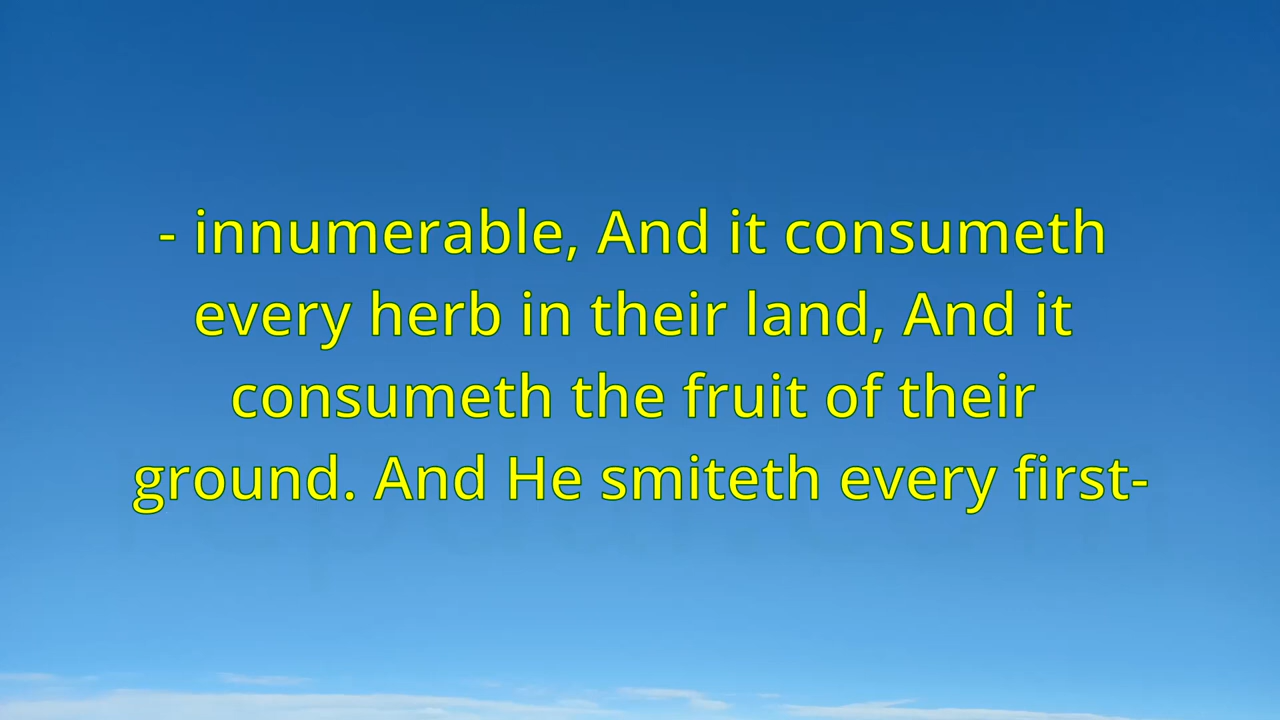 - innumerable, And it consumeth
every herb in their land, And it
consumeth the fruit of their
ground. And He smiteth every first-